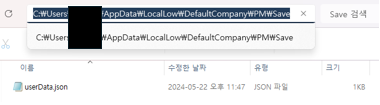 C:₩Users₩ ₩AppData₩LocalLow₩DefaultCompany₩PM₩Save
Save 검색
C:₩Users₩ ₩AppData₩LocalLow₩DefaultCompany₩PM₩Save
이름 수정한 날짜 유형 크기
userData.json 2024-05-22 오후 11:47 JSON 파일 1KB